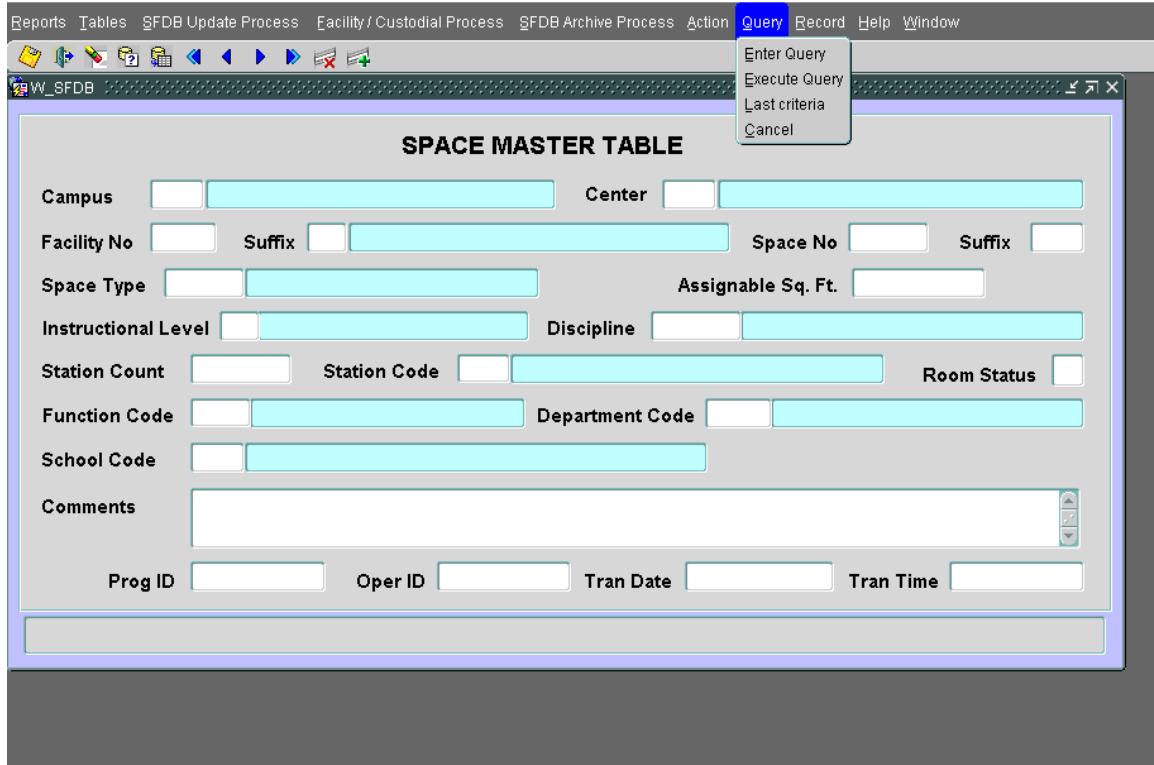 Reports Tables SFDB Update Process Facility / Custodial Process SFDB Archive Process Action Query Record Help Window
Enter Query
Execute Query
Last criteria
Cancel
W_SFDB
SPACE MASTER TABLE
Campus Center
Facility No Suffix Space No Suffix
Space Type Assignable Sq. Ft.
Instructional Level Discipline
Station Count Station Code Room Status
Function Code Department Code
School Code
Comments
Prog ID Oper ID Tran Date Tran Time